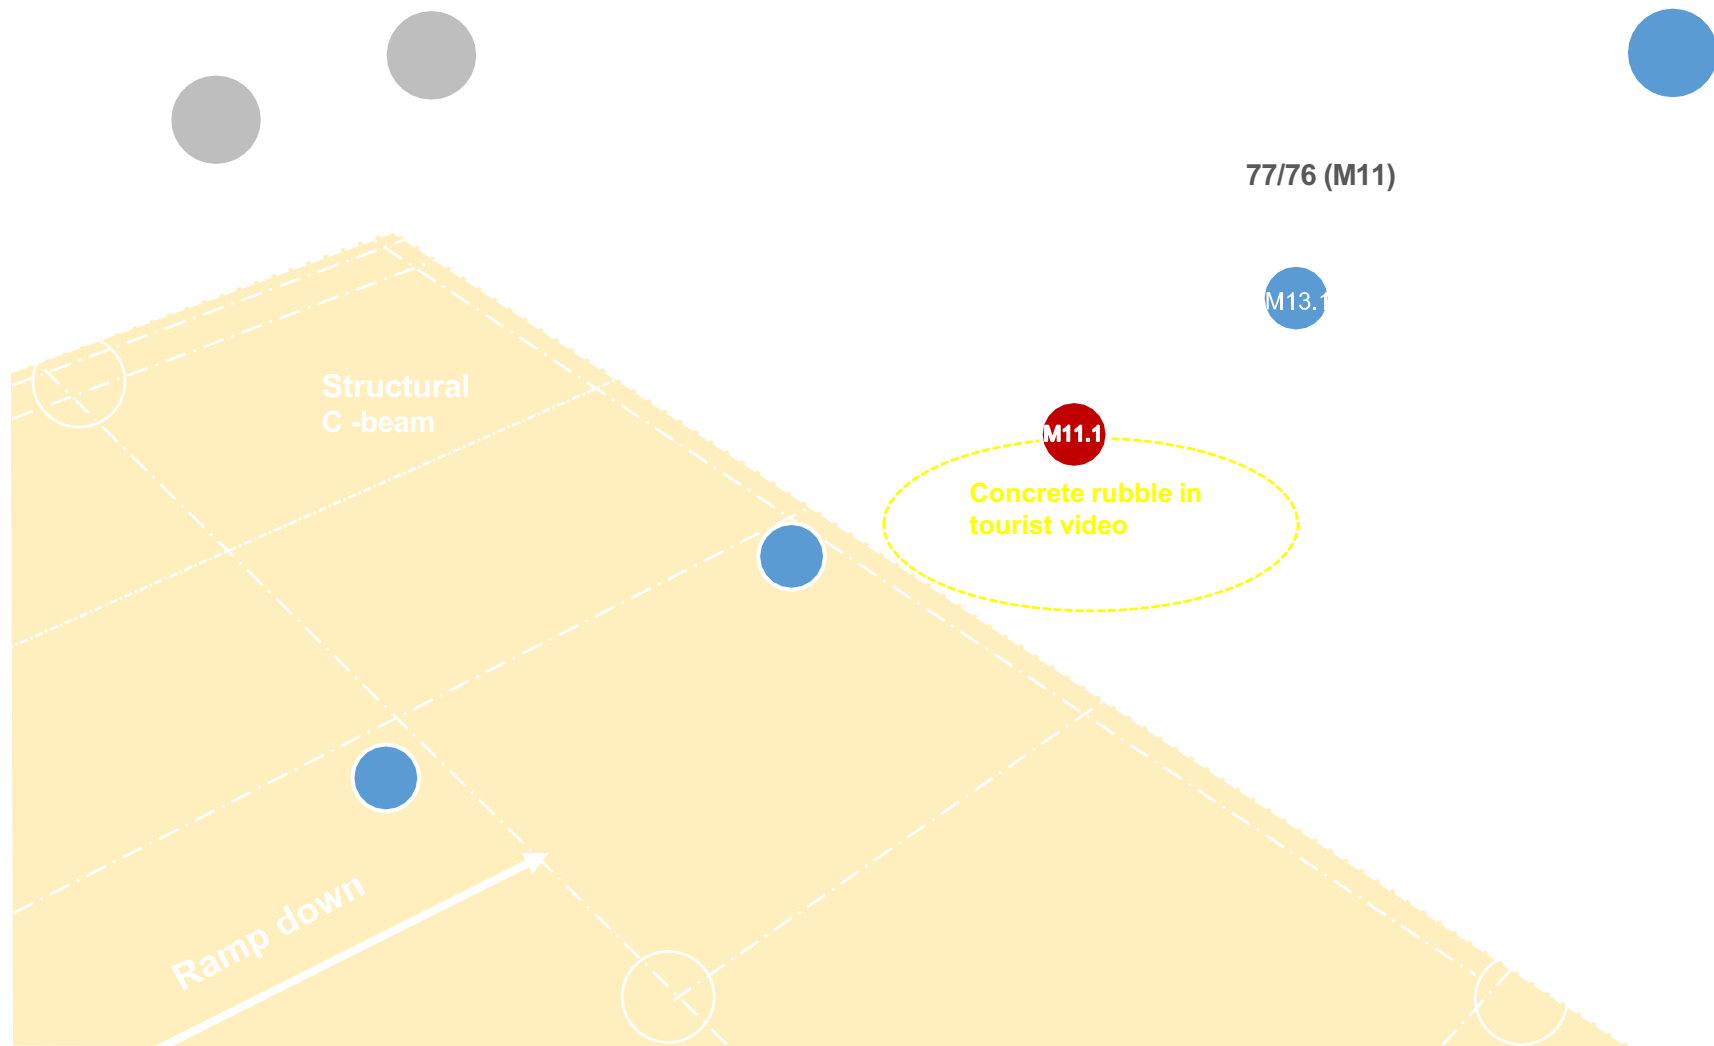 77/76 (M11)
M13.1
Structural
C -beam
M11.1
Concrete rubble in
tourist video
Ramp down